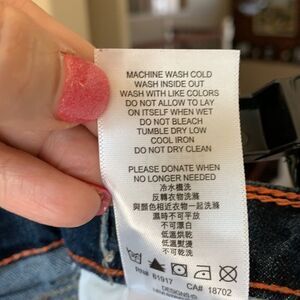 MACHINE WASH COLD
WASH INSIDE OUT
WASH WITH LIKE COLORS
DO NOT ALLOW TO LAY
ON ITSELF WHEN WET
DO NOT BLEACH
TUMBLE DRY LOW
COOL IRON
DO NOT DRY CLEAN
PLEASE DONATE WHEN
NO LONGER NEEDED
冷水機洗
反轉衣物洗滌
與顏色相近衣物一起洗滌
濕時不可平放
不可漂白
低溫烘乾
低溫熨燙
不可乾洗
RN# 61917 CA# 18702
DESIGNED IN